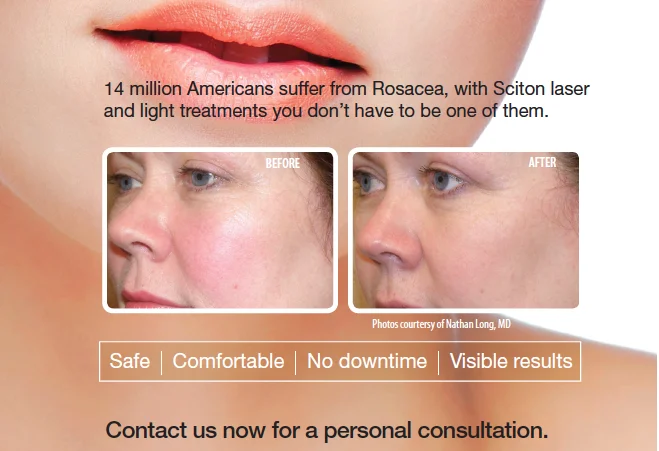 14 million Americans suffer from Rosacea, with Sciton laser
and light treatments you don't have to be one of them.
BEFORE
AFTER
Photos courtesy of Nathan Long, MD
Safe | Comfortable | No downtime | Visible results
Contact us now for a personal consultation.